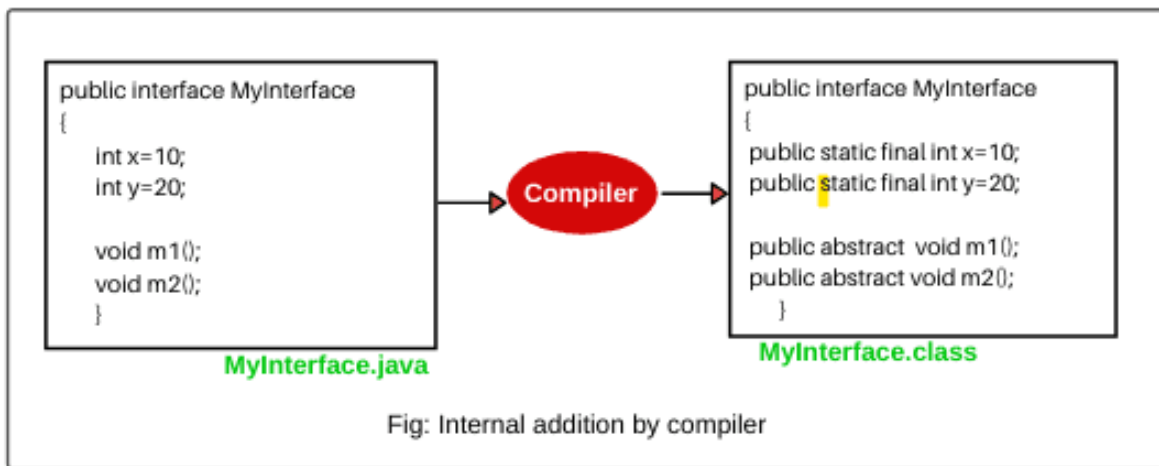 public interface MyInterface
{
int x=10;
int y=20;
void m1();
void m2();
}
MyInterface.java
Compiler
public interface MyInterface
{
public static final int x=10;
public static final int y=20;
public abstract  void m1();
public abstract void m2();
}
MyInterface.class
Fig: Internal addition by compiler